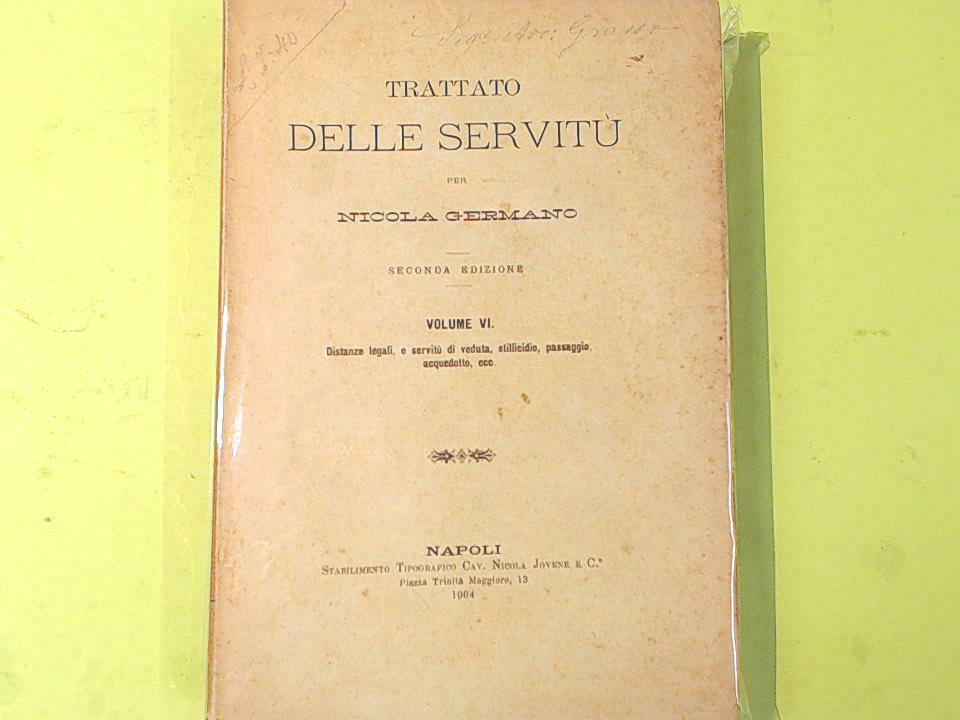 TRATTATO
DELLE SERVITÙ
PER
NICOLA GERMANO
SECONDA EDIZIONE
VOLUME VI.
Distanze legali, e servitù di veduta, stillicidio, passaggio,
acquedotto, ecc.
NAPOLI
STABILIMENTO TIPOGRAFICO CAV. NICOLA JOVENE E C.º
Piazza Trinità Maggiore, 13
1904